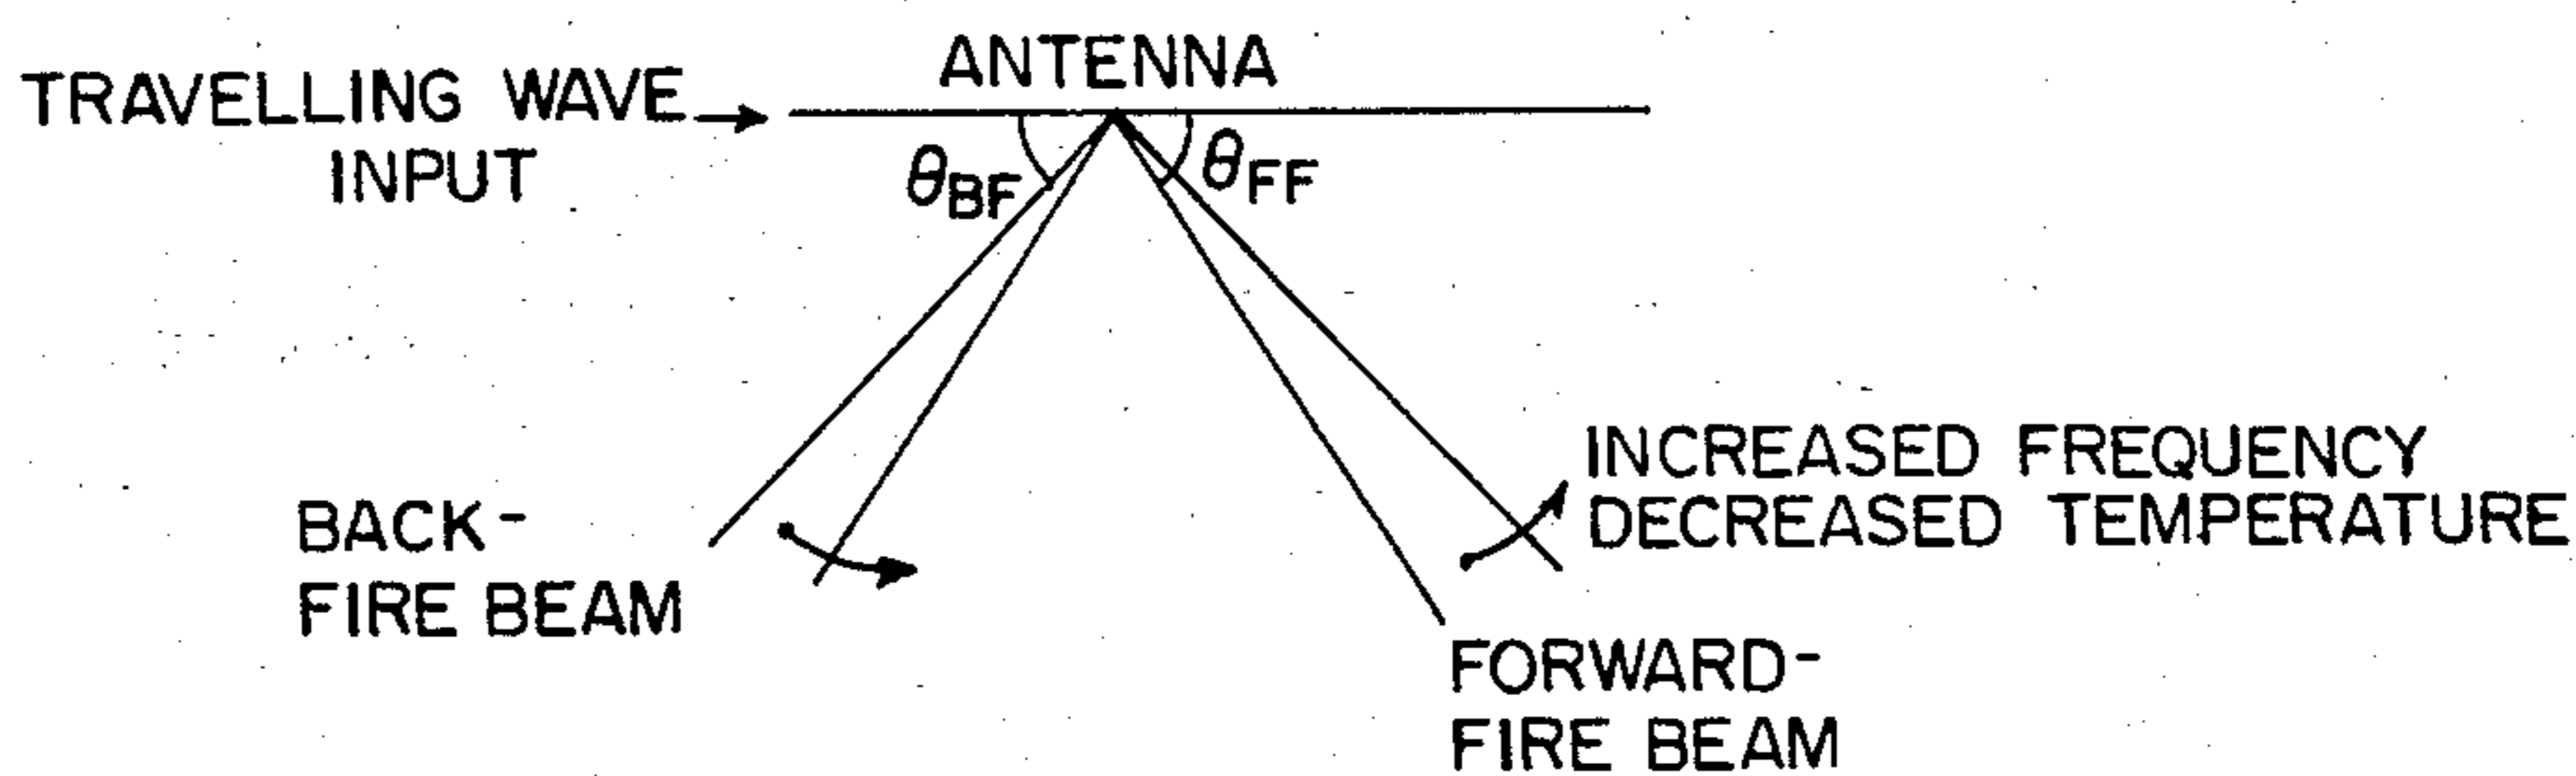 ANTENNA
TRAVELLING WAVE
INPUT
θBF
θFF
INCREASED FREQUENCY
DECREASED TEMPERATURE
BACK-
FIRE BEAM
FORWARD-
FIRE BEAM